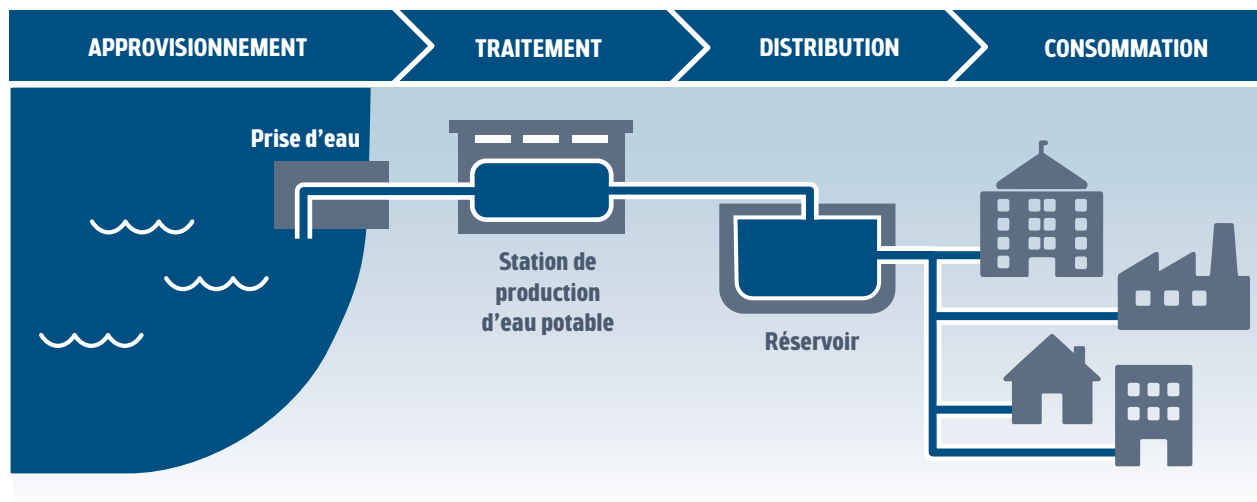 APPROVISIONNEMENT
TRAITEMENT
DISTRIBUTION
CONSOMMATION
Prise d’eau
Station de
production
d’eau potable
Réservoir